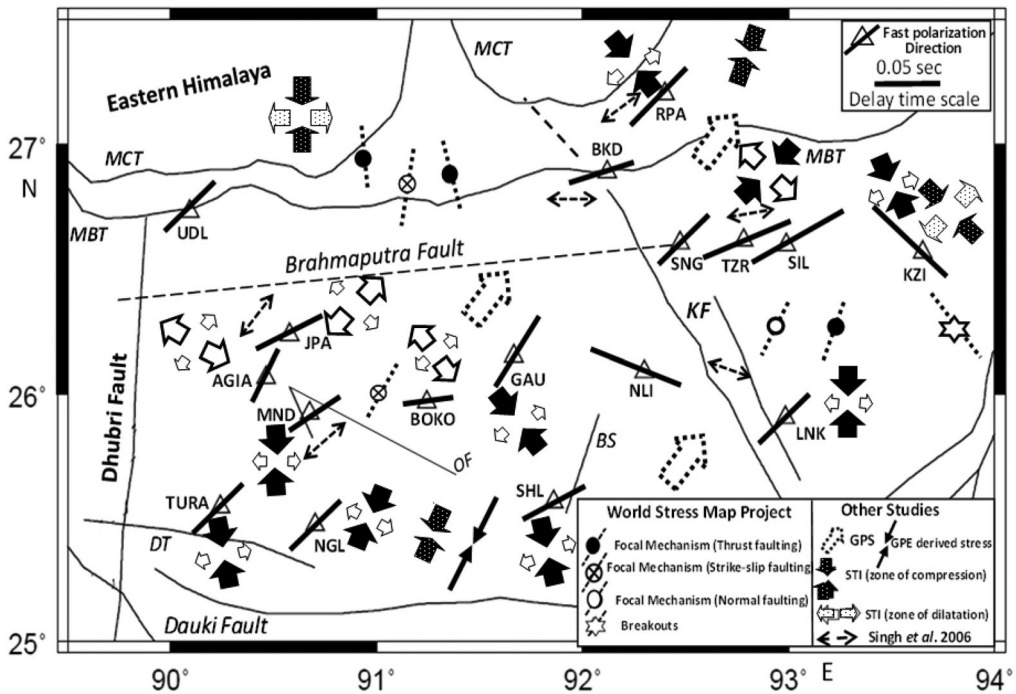 MCT
Eastern Himalaya
Fast polarization
Direction
0.05 sec
Delay time scale
RPA
27°
N
MCT
BKD
MBT
UDL
MBT
Brahmaputra Fault
SNG
TZR
SIL
KZI
KF
JPA
AGIA
GAU
NLI
26°
MND
BOKO
LNK
Dhubri Fault
OF
BS
TURA
SHL
NGL
DT
World Stress Map Project
Focal Mechanism (Thrust faulting)
Focal Mechanism (Strike-slip faulting
Focal Mechanism (Normal faulting)
Breakouts
Other Studies
GPS
GPE derived stress
STI (zone of compression)
STI (zone of dilatation)
Singh et al. 2006
Dauki Fault
25°
90°
91°
92°
93°
E
94°